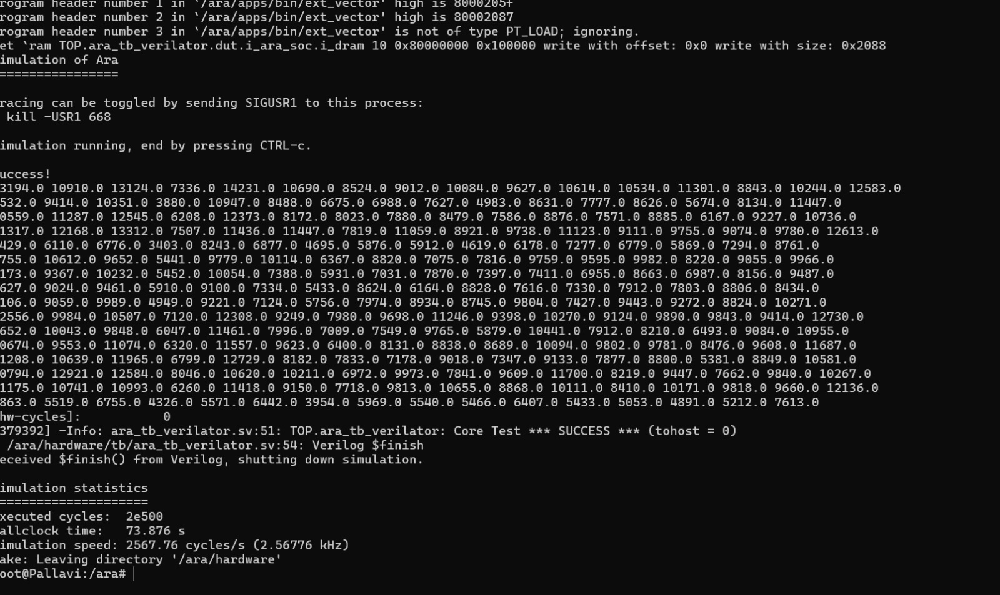 rogram header number 1 in `/ara/apps/bin/ext_vector' high is 8000205f
rogram header number 2 in `/ara/apps/bin/ext_vector' high is 80002087
rogram header number 3 in `/ara/apps/bin/ext_vector' is not of type PT_LOAD; ignoring.
et `ram TOP.ara_tb_verilator.dut.i_ara_soc.i_dram 10 0x80000000 0x100000 write with offset: 0x0 write with size: 0x2088
imulation of Ara
================
racing can be toggled by sending SIGUSR1 to this process:
kill -USR1 668
imulation running, end by pressing CTRL-c.
uccess!
3194.0 10910.0 13124.0 7336.0 14231.0 10690.0 8524.0 9012.0 10084.0 9627.0 10614.0 10534.0 11301.0 8843.0 10244.0 12583.0
532.0 9414.0 10351.0 3880.0 10947.0 8488.0 6675.0 6988.0 7627.0 4983.0 8631.0 7777.0 8626.0 5674.0 8134.0 11447.0
0559.0 11287.0 12545.0 6208.0 12373.0 8172.0 8023.0 7880.0 8479.0 7586.0 8876.0 7571.0 8885.0 6167.0 9227.0 10736.0
1317.0 12168.0 13312.0 7507.0 11436.0 11447.0 7819.0 11059.0 8921.0 9738.0 11123.0 9111.0 9755.0 9074.0 9780.0 12613.0
429.0 6110.0 6776.0 3403.0 8243.0 6877.0 4695.0 5876.0 5912.0 4619.0 6178.0 7277.0 6779.0 5869.0 7294.0 8761.0
755.0 10612.0 9652.0 5441.0 9779.0 10114.0 6367.0 8820.0 7075.0 7816.0 9759.0 9595.0 9982.0 8220.0 9055.0 9966.0
173.0 9367.0 10232.0 5452.0 10054.0 7388.0 5931.0 7031.0 7870.0 7397.0 7411.0 6955.0 8663.0 6987.0 8156.0 9487.0
627.0 9024.0 9461.0 5910.0 9100.0 7334.0 5433.0 8624.0 6164.0 8828.0 7616.0 7330.0 7912.0 7803.0 8806.0 8434.0
106.0 9059.0 9989.0 4949.0 9221.0 7124.0 5756.0 7974.0 8934.0 8745.0 9804.0 7427.0 9443.0 9272.0 8824.0 10271.0
2556.0 9984.0 10507.0 7120.0 12308.0 9249.0 7980.0 9698.0 11246.0 9398.0 10270.0 9124.0 9890.0 9843.0 9414.0 12730.0
652.0 10043.0 9848.0 6047.0 11461.0 7996.0 7009.0 7549.0 9765.0 5879.0 10441.0 7912.0 8210.0 6493.0 9084.0 10955.0
0674.0 9553.0 11074.0 6320.0 11557.0 9623.0 6400.0 8131.0 8838.0 8689.0 10094.0 9802.0 9781.0 8476.0 9608.0 11687.0
1208.0 10639.0 11965.0 6799.0 12729.0 8182.0 7833.0 7178.0 9018.0 7347.0 9133.0 7877.0 8800.0 5381.0 8849.0 10581.0
0794.0 12921.0 12584.0 8046.0 10620.0 10211.0 6972.0 9973.0 7841.0 9609.0 11700.0 8219.0 9447.0 7662.0 9840.0 10267.0
1175.0 10741.0 10993.0 6260.0 11418.0 9150.0 7718.0 9813.0 10655.0 8868.0 10111.0 8410.0 10171.0 9818.0 9660.0 12136.0
863.0 5519.0 6755.0 4326.0 5571.0 6442.0 3954.0 5969.0 5540.0 5466.0 6407.0 5433.0 5053.0 4891.0 5212.0 7613.0
hw-cycles]: 0
379392] -Info: ara_tb_verilator.sv:51: TOP.ara_tb_verilator: Core Test *** SUCCESS *** (tohost = 0)
/ara/hardware/tb/ara_tb_verilator.sv:54: Verilog $finish
eceived $finish() from Verilog, shutting down simulation.
imulation statistics
====================
xecuted cycles: 2e500
allclock time: 73.876 s
imulation speed: 2567.76 cycles/s (2.56776 kHz)
ake: Leaving directory '/ara/hardware'
oot@Pallavi:/ara#